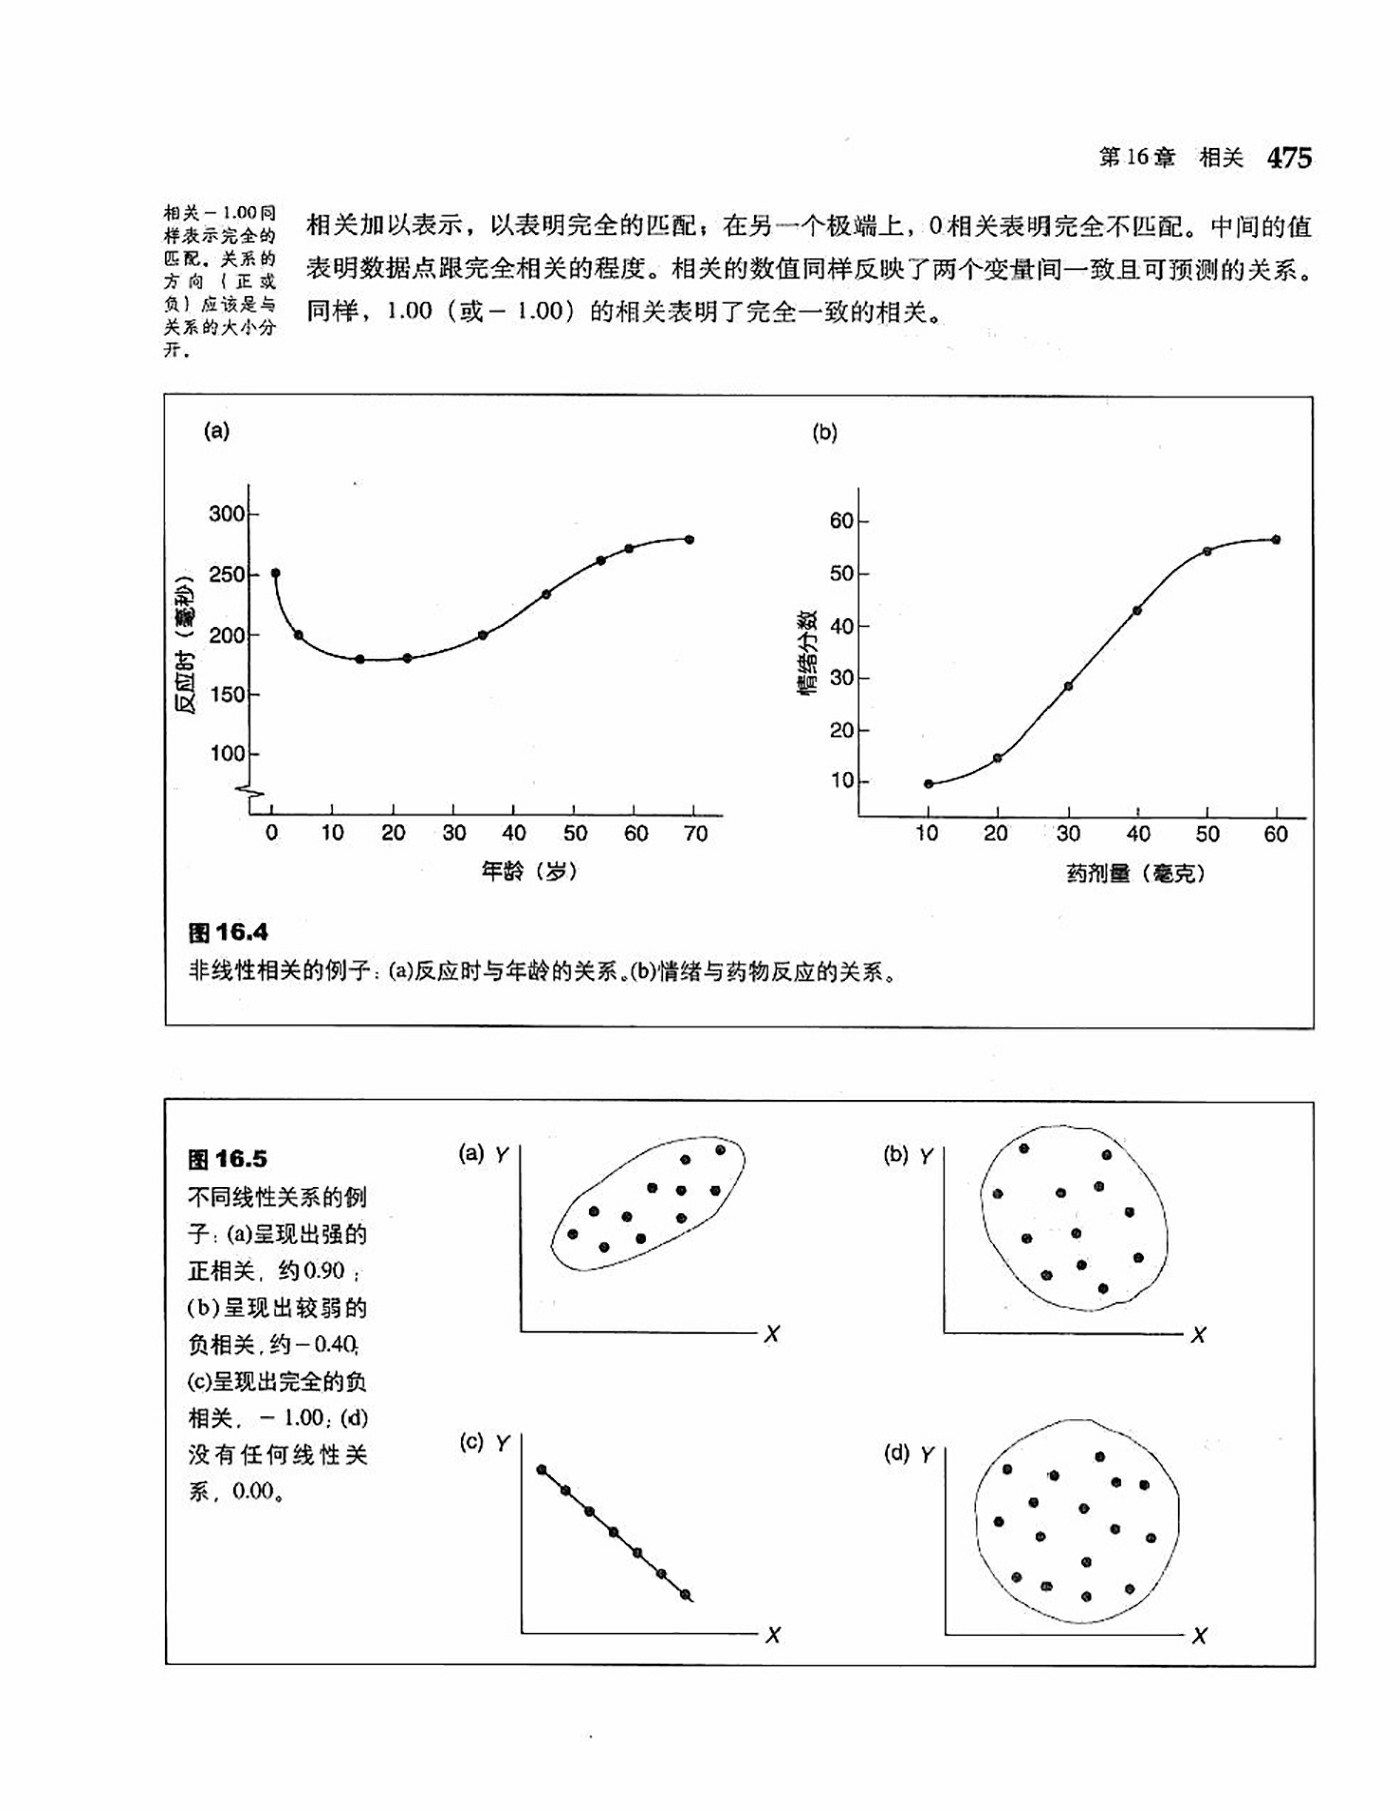 第16章 相关 475
相关－1.00同
样表示完全的
匹配。关系的
方向（正或
负）应该是与
关系的大小分
开。
相关加以表示，以表明完全的匹配；在另一个极端上，0相关表明完全不匹配。中间的值
表明数据点跟完全相关的程度。相关的数值同样反映了两个变量间一致且可预测的关系。
同样，1.00（或－1.00）的相关表明了完全一致的相关。
(a)
300
250
200
150
100
反应时（毫秒）
0 10 20 30 40 50 60 70
年龄（岁）
(b)
60
50
40
30
20
10
情绪分数
10 20 30 40 50 60
药剂量（毫克）
图16.4
非线性相关的例子：(a)反应时与年龄的关系。(b)情绪与药物反应的关系。
图16.5
不同线性关系的例
子：(a)呈现出强的
正相关，约0.90；
(b)呈现出较弱的
负相关，约－0.40；
(c)呈现出完全的负
相关，－1.00；(d)
没有任何线性关
系，0.00。
(a) Y
X
(b) Y
X
(c) Y
X
(d) Y
X